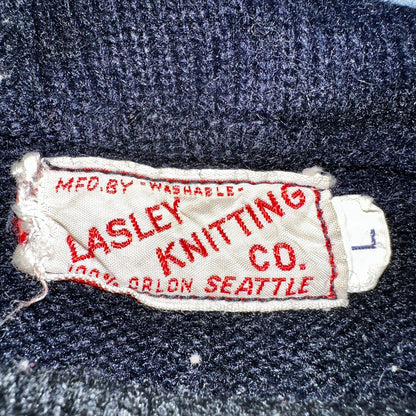 MFD. BY "WASHABLE"
LASLEY
KNITTING
CO.
100% ORLON SEATTLE
L